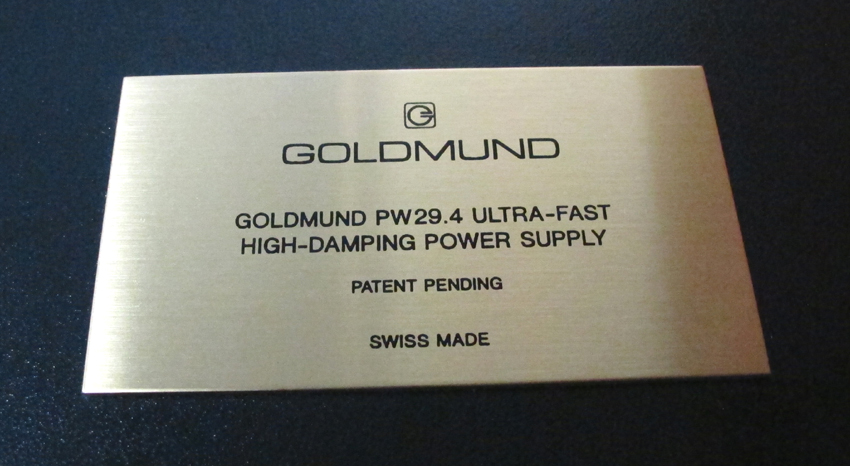 GOLDMUND
GOLDMUND PW29.4 ULTRA-FAST
HIGH-DAMPING POWER SUPPLY
PATENT PENDING
SWISS MADE